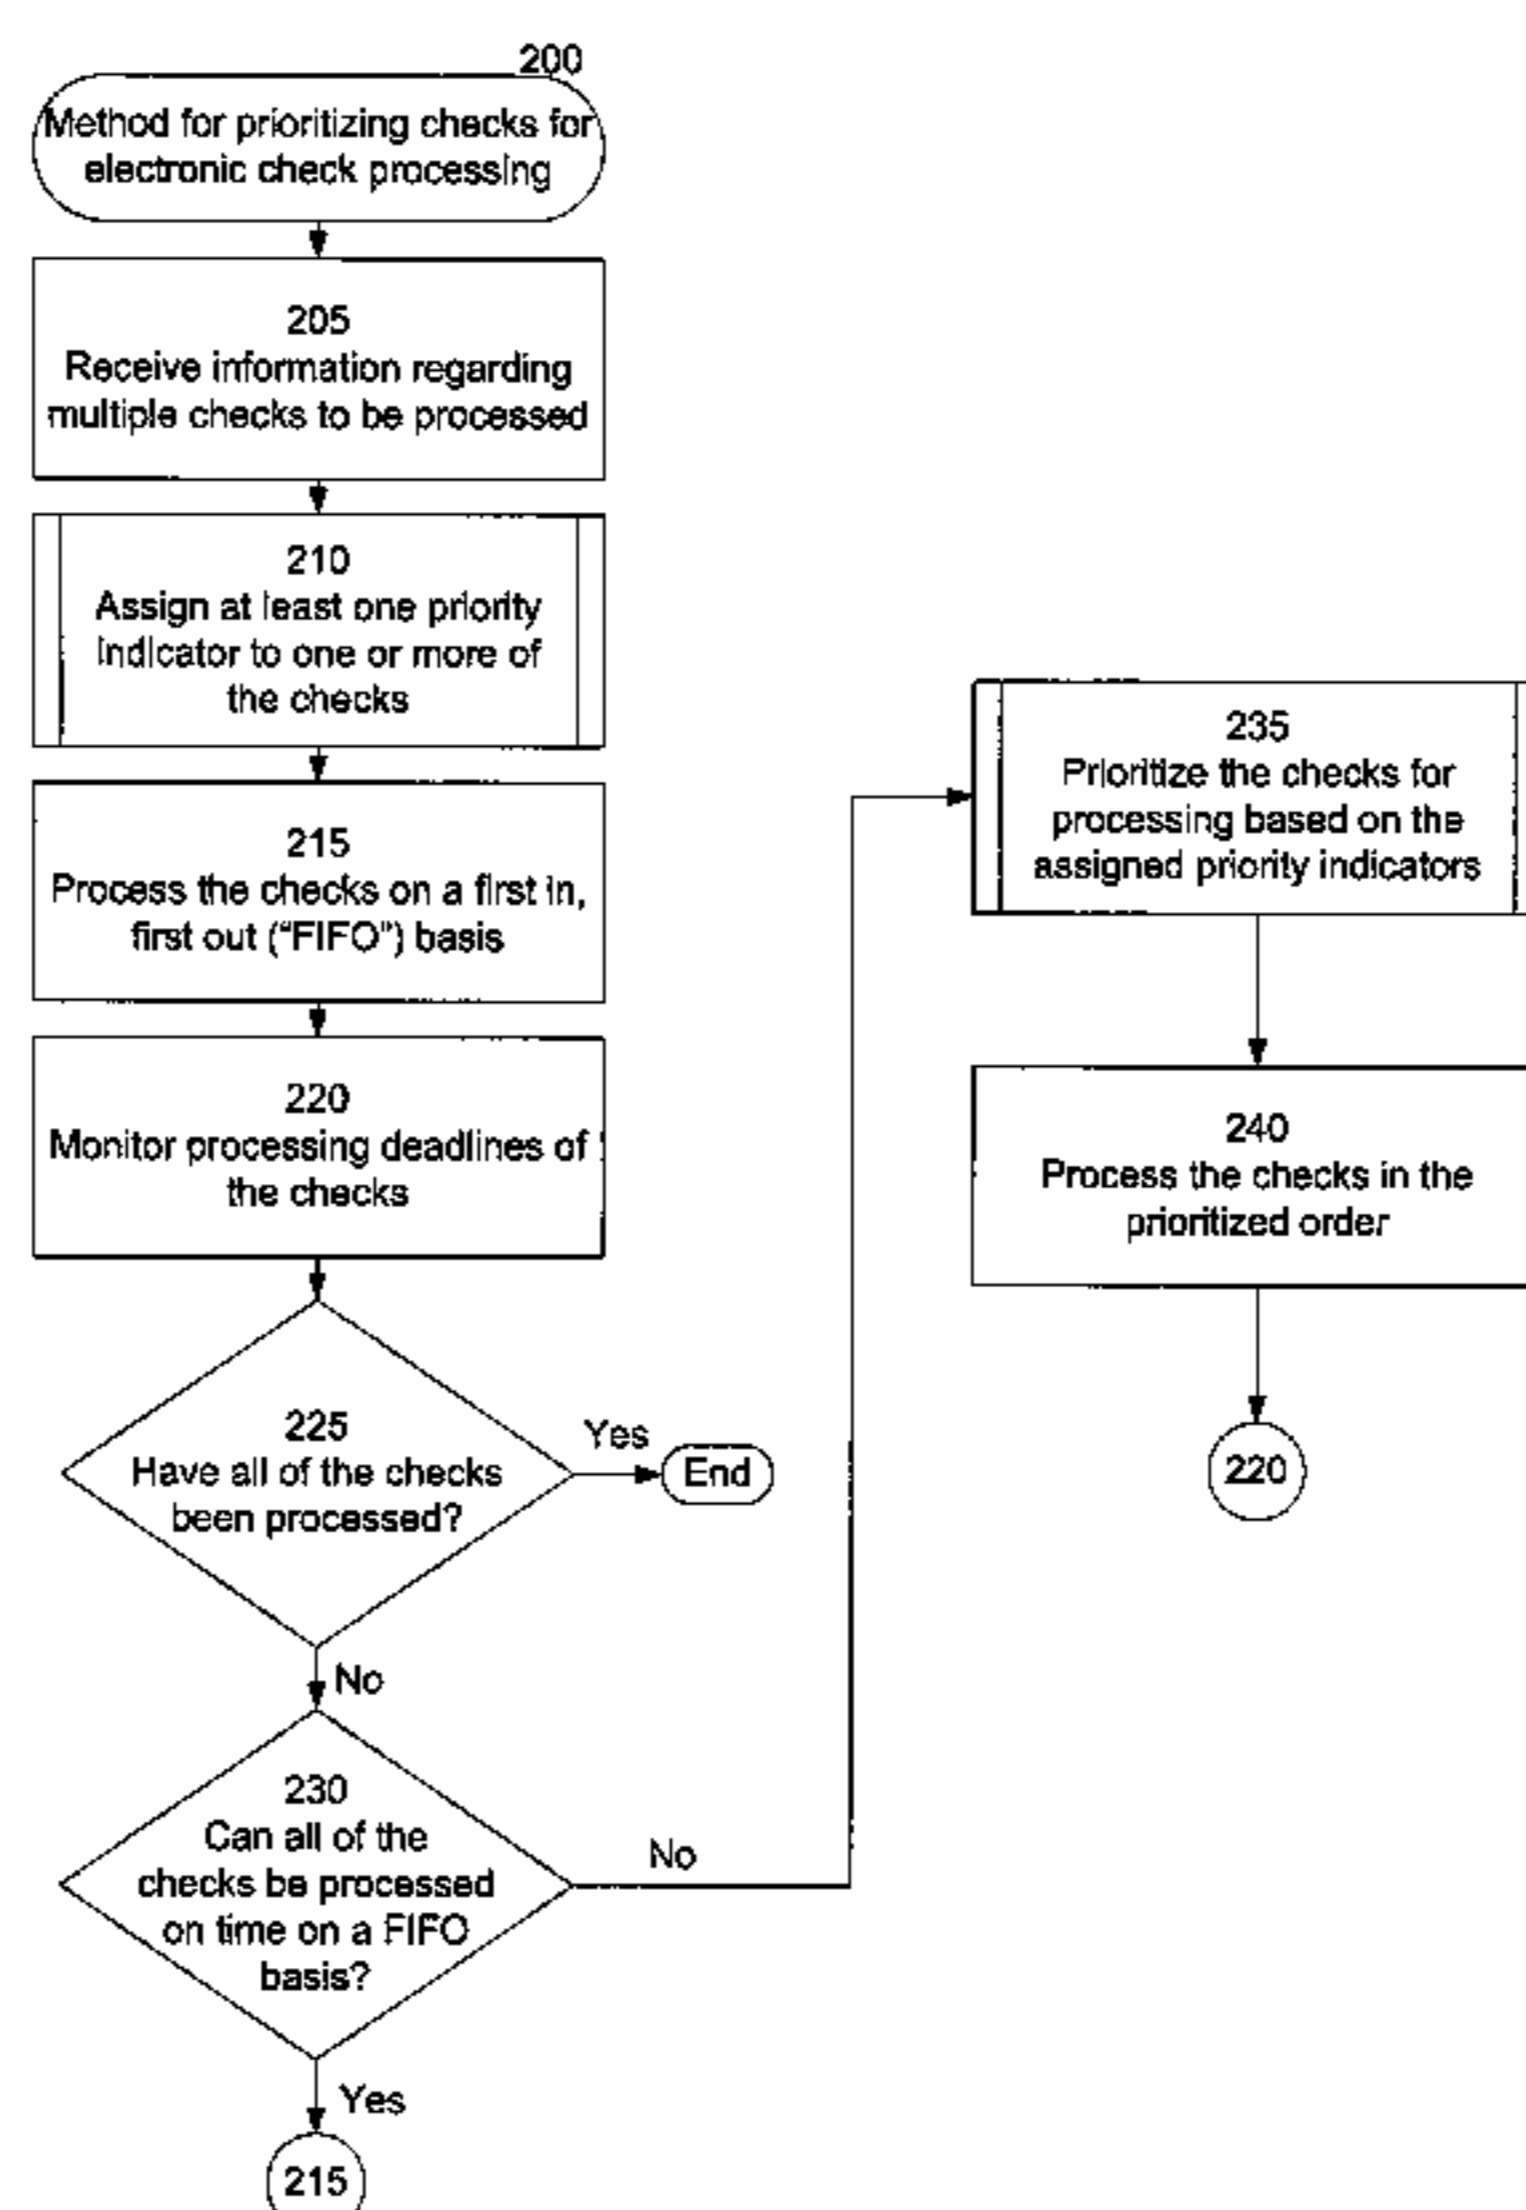 200
Method for prioritizing checks for
electronic check processing
205
Receive information regarding
multiple checks to be processed
210
Assign at least one priority
indicator to one or more of
the checks
215
Process the checks on a first in,
first out ("FIFO") basis
220
Monitor processing deadlines of
the checks
225
Have all of the checks
been processed?
Yes
End
No
230
Can all of the
checks be processed
on time on a FIFO
basis?
No
Yes
215
235
Prioritize the checks for
processing based on the
assigned priority indicators
240
Process the checks in the
prioritized order
220